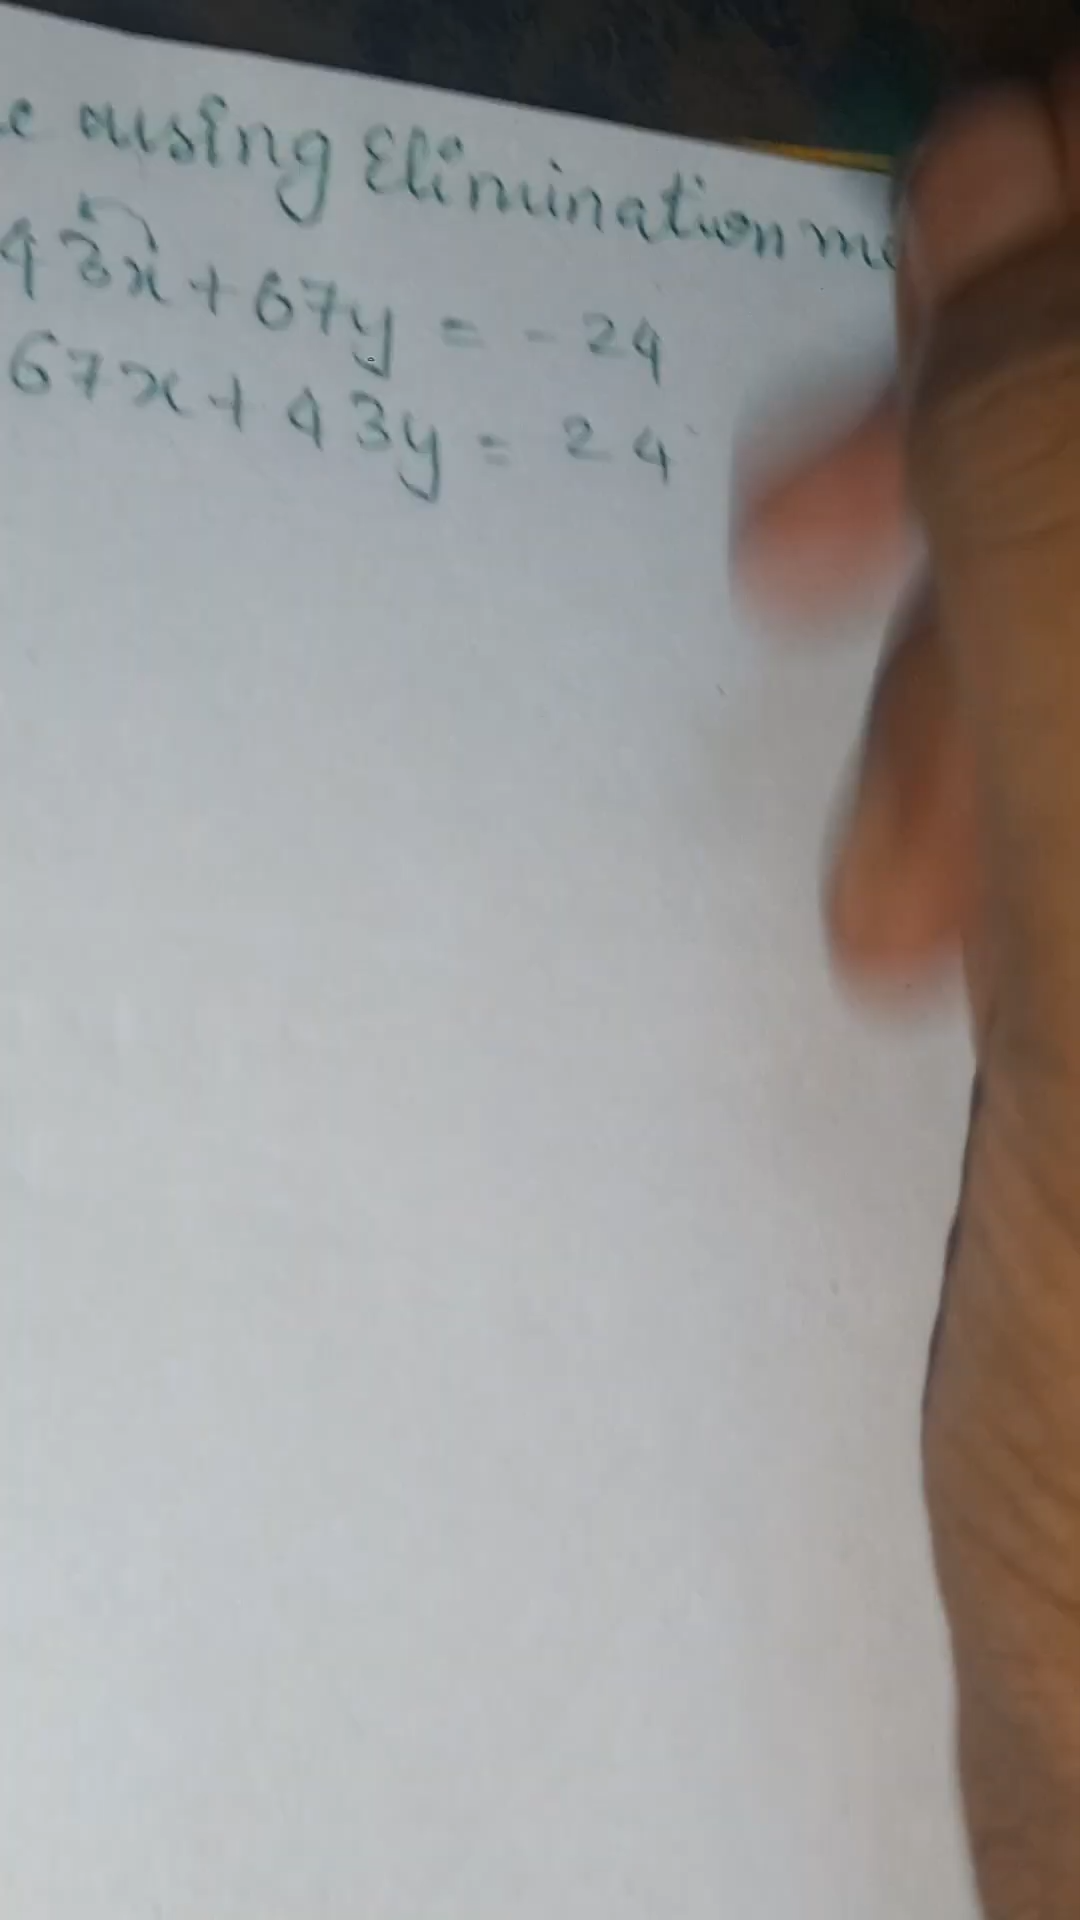 using Elimination
43x + 67y = - 24
67x + 43y = 24